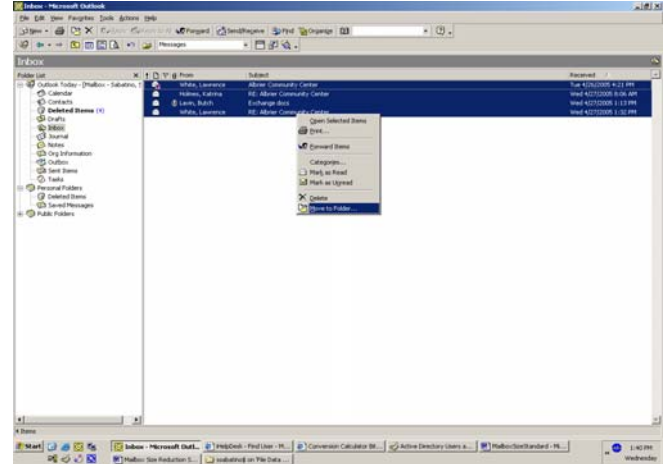 Inbox - Microsoft Outlook
File Edit View Favorites Tools Actions Help
New Forward Send/Receive Find Organize
Messages
Inbox
Folder List
From Subject Received
Outlook Today - [Mailbox - Sabatino,
Calendar
Contacts
Deleted Items
Drafts
Inbox
Journal
Notes
Org Information
Outbox
Sent Items
Tasks
Personal Folders
Deleted Items
Saved Messages
Public Folders
White, Lawrence Albrier Community Center Tue 4/26/2005 4:21 PM
Holmes, Katrina RE: Albrier Community Center Wed 4/27/2005 8:06 AM
Lavin, Butch Exchange docs Wed 4/27/2005 1:13 PM
White, Lawrence RE: Albrier Community Center Wed 4/27/2005 1:32 PM
Open Selected Items
Print...
Forward Items
Categories...
Mark as Read
Mark as Unread
Delete
Move to Folder...
4 Items
Start Inbox - Microsoft Outl... HelpDesk - Find User - M... Conversion Calculator Bit... Active Directory Users a... MailboxSizeStandard - Mi... 1:40 PM
Mailbox Size Reduction S... on 'File Data ... Wednesday